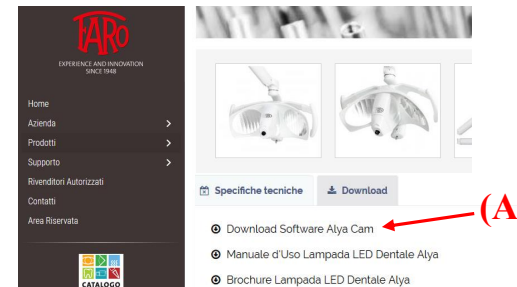 FARO
EXPERIENCE AND INNOVATION
SINCE 1948
Home
Azienda
Prodotti
Supporto
Rivenditori Autorizzati
Contatti
Area Riservata
CATALOGO
Specifiche tecniche
Download
Download Software Alya Cam
(A
Manuale d'Uso Lampada LED Dentale Alya
Brochure Lampada LED Dentale Alya